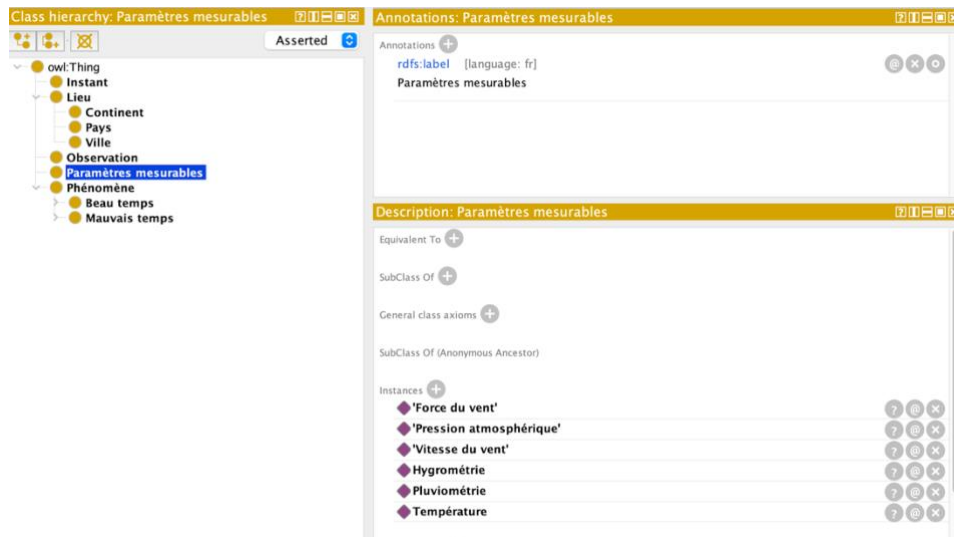 Class hierarchy: Paramètres mesurables
Asserted
owl:Thing
Instant
Lieu
Continent
Pays
Ville
Observation
Paramètres mesurables
Phénomène
Beau temps
Mauvais temps
Annotations: Paramètres mesurables
Annotations
rdfs:label [language: fr]
Paramètres mesurables
Description: Paramètres mesurables
Equivalent To
SubClass Of
General class axioms
SubClass Of (Anonymous Ancestor)
Instances
'Force du vent'
'Pression atmosphérique'
'Vitesse du vent'
Hygrométrie
Pluviométrie
Température